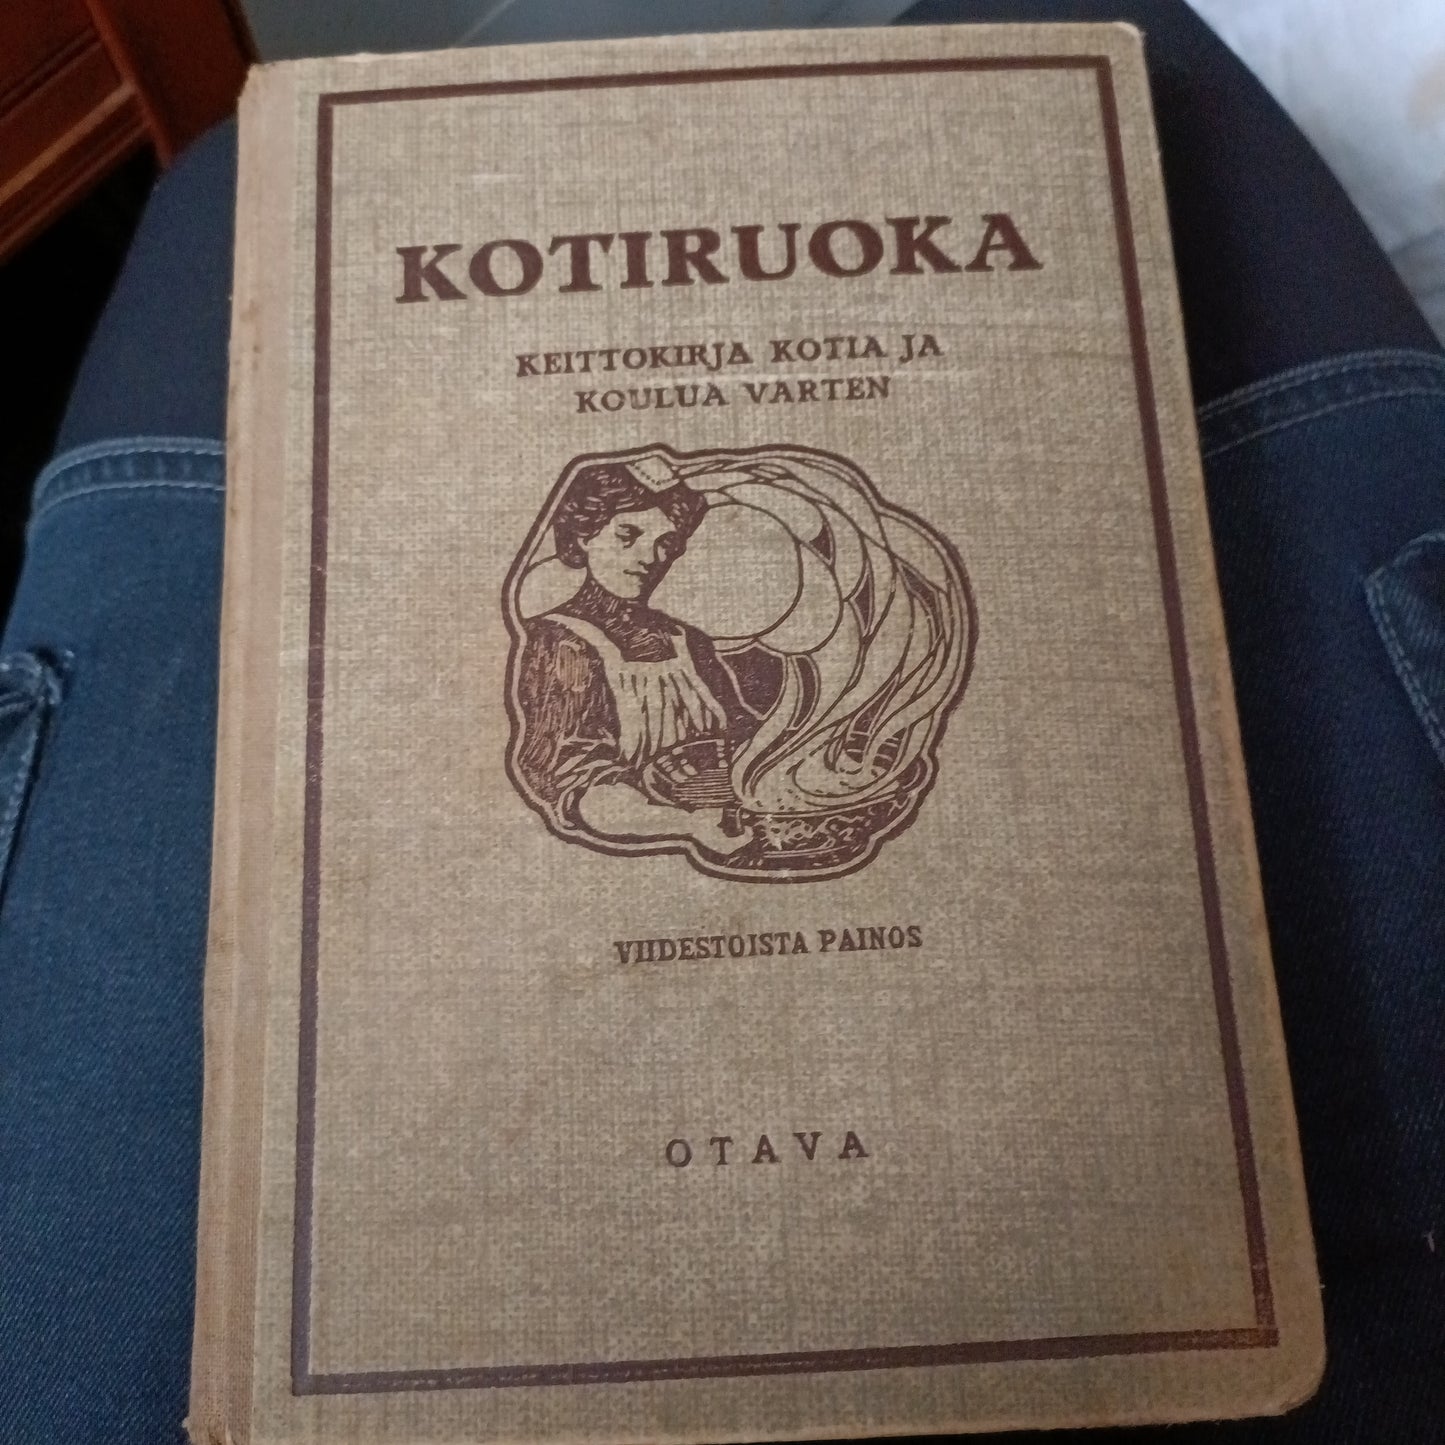 KOTIRUOKA
KEITTOKIRJA KOTIA JA
KOULUA VARTEN
VIIDESTOISTA PAINOS
OTAVA